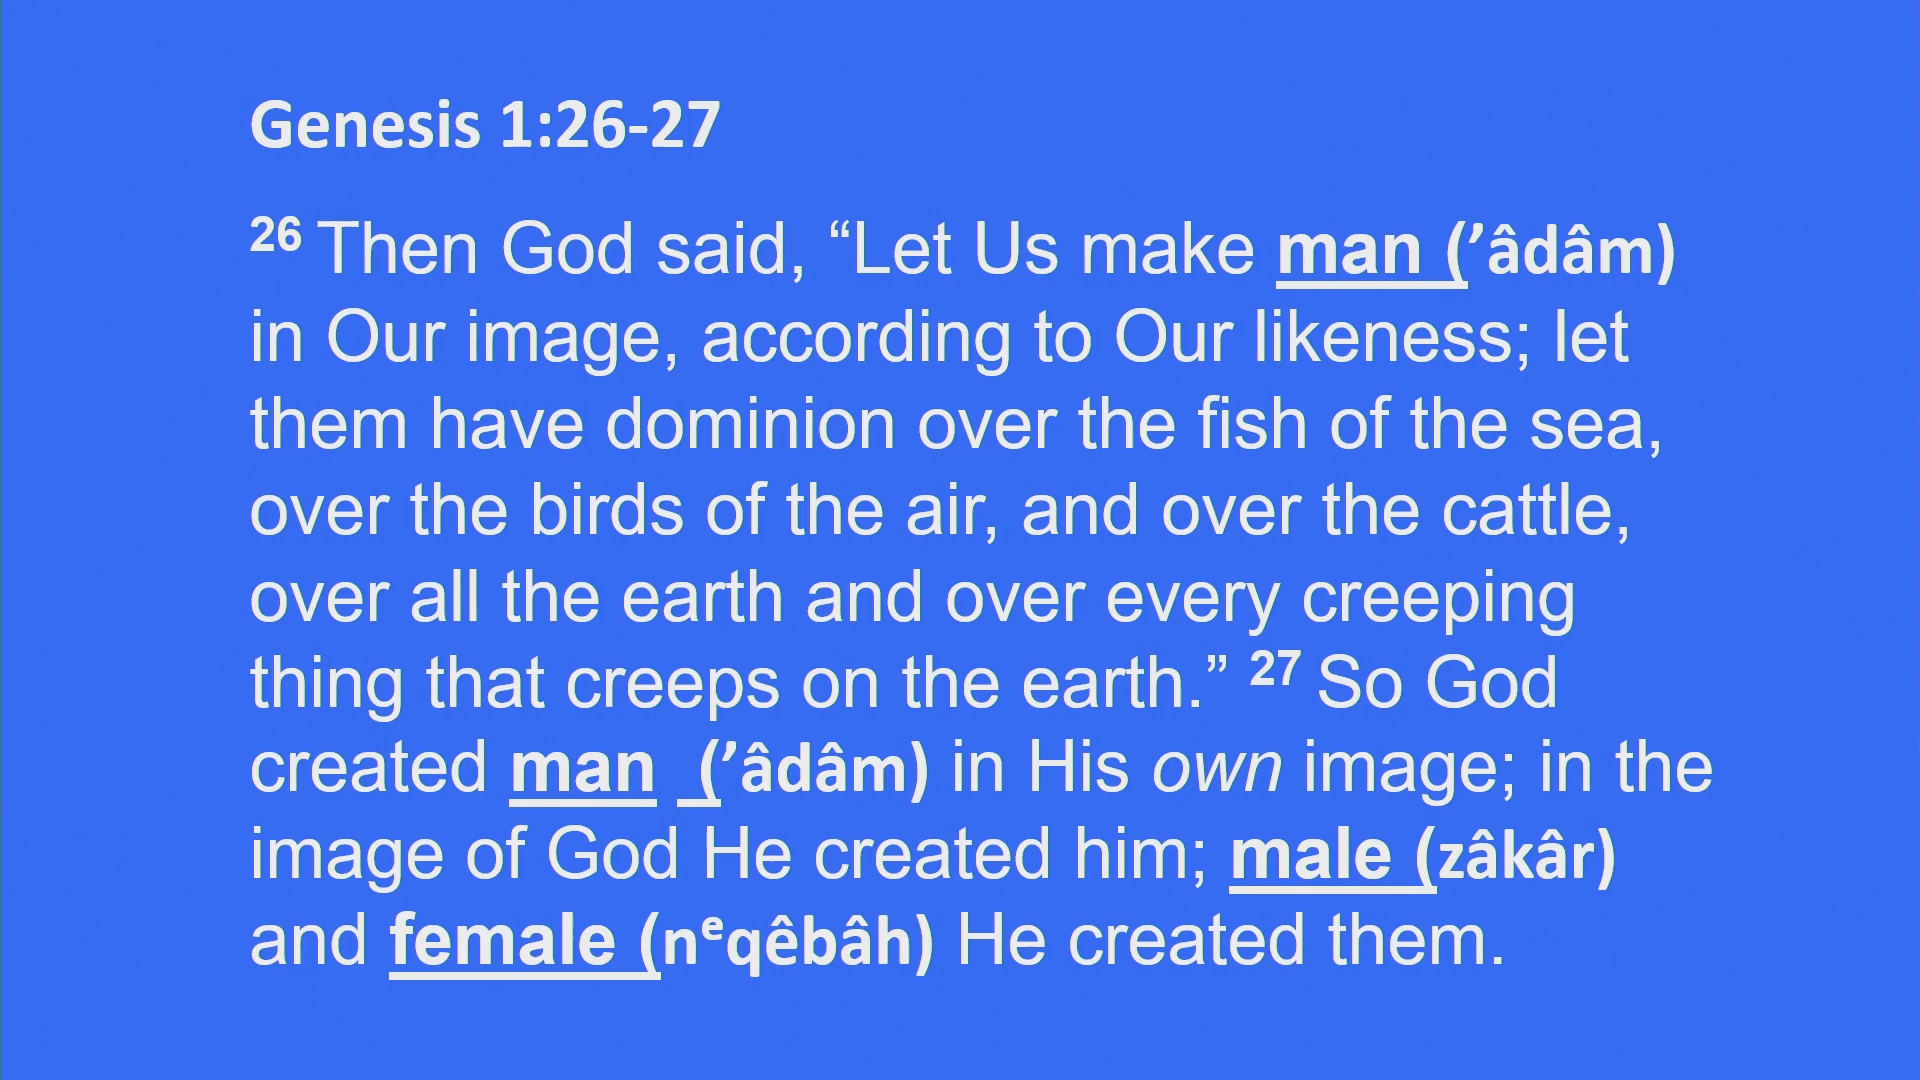 Genesis 1:26-27
26 Then God said, “Let Us make man (ʼâdâm)
in Our image, according to Our likeness; let
them have dominion over the fish of the sea,
over the birds of the air, and over the cattle,
over all the earth and over every creeping
thing that creeps on the earth.” 27 So God
created man (ʼâdâm) in His own image; in the
image of God He created him; male (zâkâr)
and female (nᵉqêbâh) He created them.